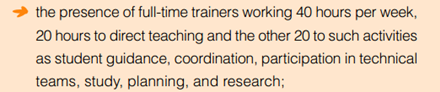 ➔ the presence of full-time trainers working 40 hours per week,
20 hours to direct teaching and the other 20 to such activities
as student guidance, coordination, participation in technical
teams, study, planning, and research;